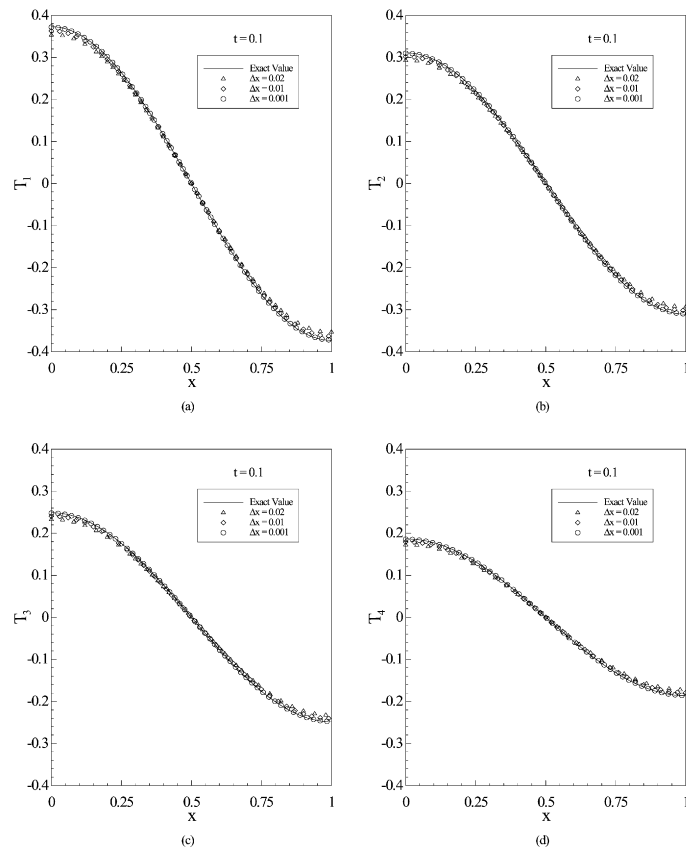 0.4
0.3
0.2
0.1
0
-0.1
-0.2
-0.3
-0.4
T1
t = 0.1
Exact Value
Δx = 0.02
Δx = 0.01
Δx = 0.001
0 0.25 0.5 0.75 1
x
(a)
0.4
0.3
0.2
0.1
0
-0.1
-0.2
-0.3
-0.4
T2
t = 0.1
Exact Value
Δx = 0.02
Δx = 0.01
Δx = 0.001
0 0.25 0.5 0.75 1
x
(b)
0.4
0.3
0.2
0.1
0
-0.1
-0.2
-0.3
-0.4
T3
t = 0.1
Exact Value
Δx = 0.02
Δx = 0.01
Δx = 0.001
0 0.25 0.5 0.75 1
x
(c)
0.4
0.3
0.2
0.1
0
-0.1
-0.2
-0.3
-0.4
T4
t = 0.1
Exact Value
Δx = 0.02
Δx = 0.01
Δx = 0.001
0 0.25 0.5 0.75 1
x
(d)